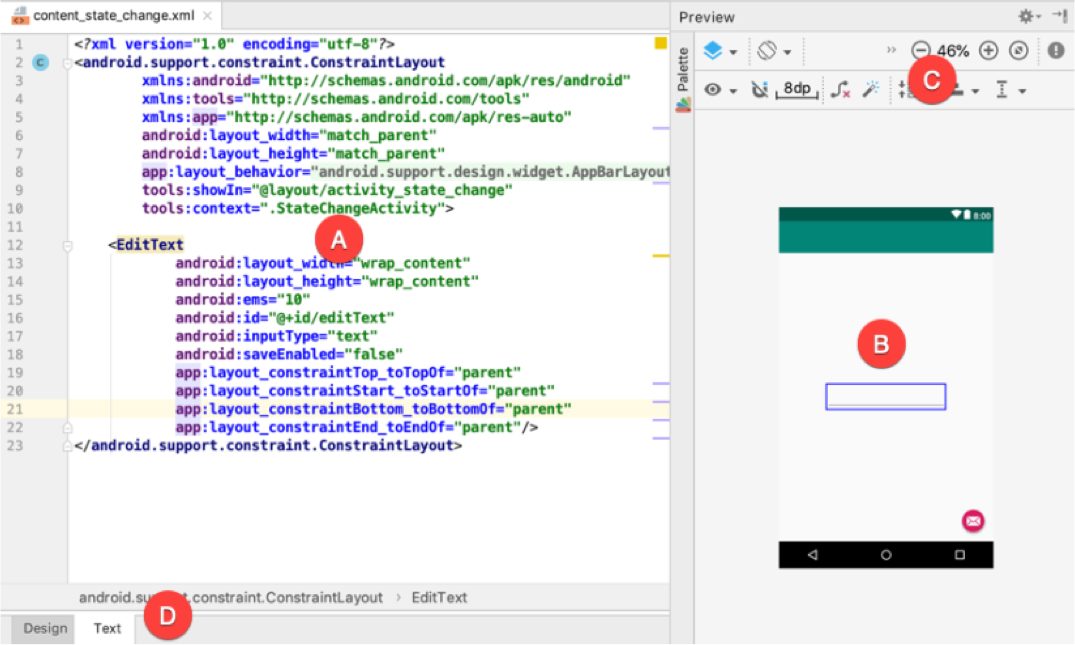 content_state_change.xml
Preview
1 <?xml version="1.0" encoding="utf-8"?>
2 C <android.support.constraint.ConstraintLayout
3 xmlns:android="http://schemas.android.com/apk/res/android"
4 xmlns:tools="http://schemas.android.com/tools"
5 xmlns:app="http://schemas.android.com/apk/res-auto"
6 android:layout_width="match_parent"
7 android:layout_height="match_parent"
8 app:layout_behavior="android.support.design.widget.AppBarLayout
9 tools:showIn="@layout/activity_state_change"
10 tools:context=".StateChangeActivity">
11
12 <EditText
13 android:layout_width="wrap_content"
14 android:layout_height="wrap_content"
15 android:ems="10"
16 android:id="@+id/editText"
17 android:inputType="text"
18 android:saveEnabled="false"
19 app:layout_constraintTop_toTopOf="parent"
20 app:layout_constraintStart_toStartOf="parent"
21 app:layout_constraintBottom_toBottomOf="parent"
22 app:layout_constraintEnd_toEndOf="parent"/>
23 </android.support.constraint.ConstraintLayout>
A
android.su t.constraint.ConstraintLayout › EditText
Design Text D
Palette
» 46%
8dp C
8:00
B